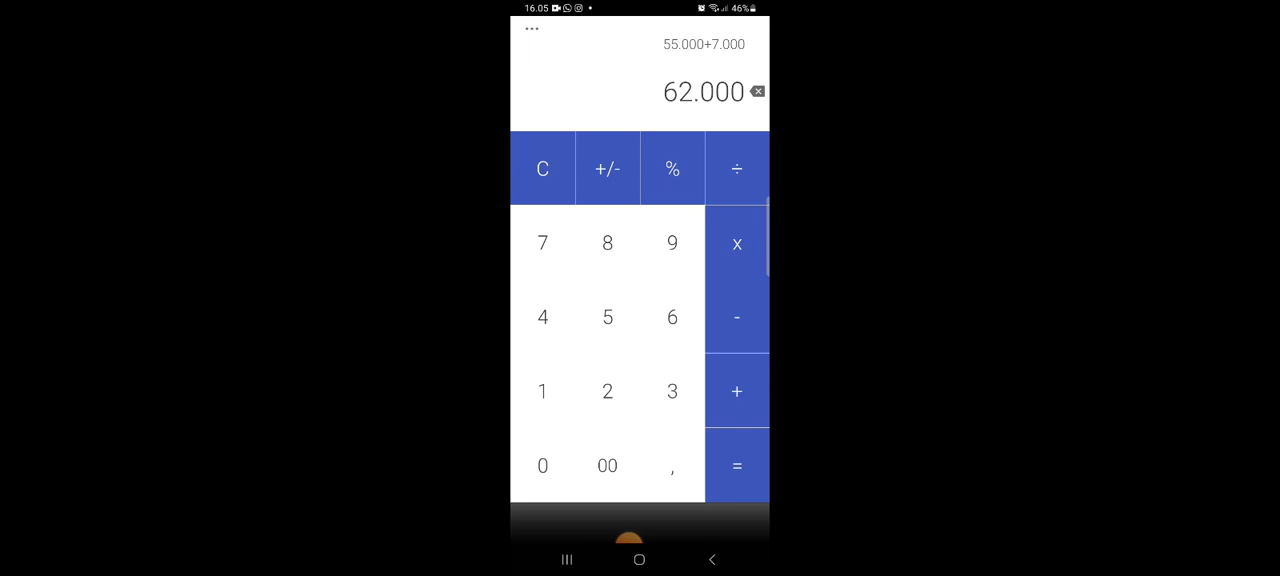 16.05 46%
55.000+7.000
62.000
C +/- % ÷
7 8 9 x
4 5 6 -
1 2 3 +
0 00 , =